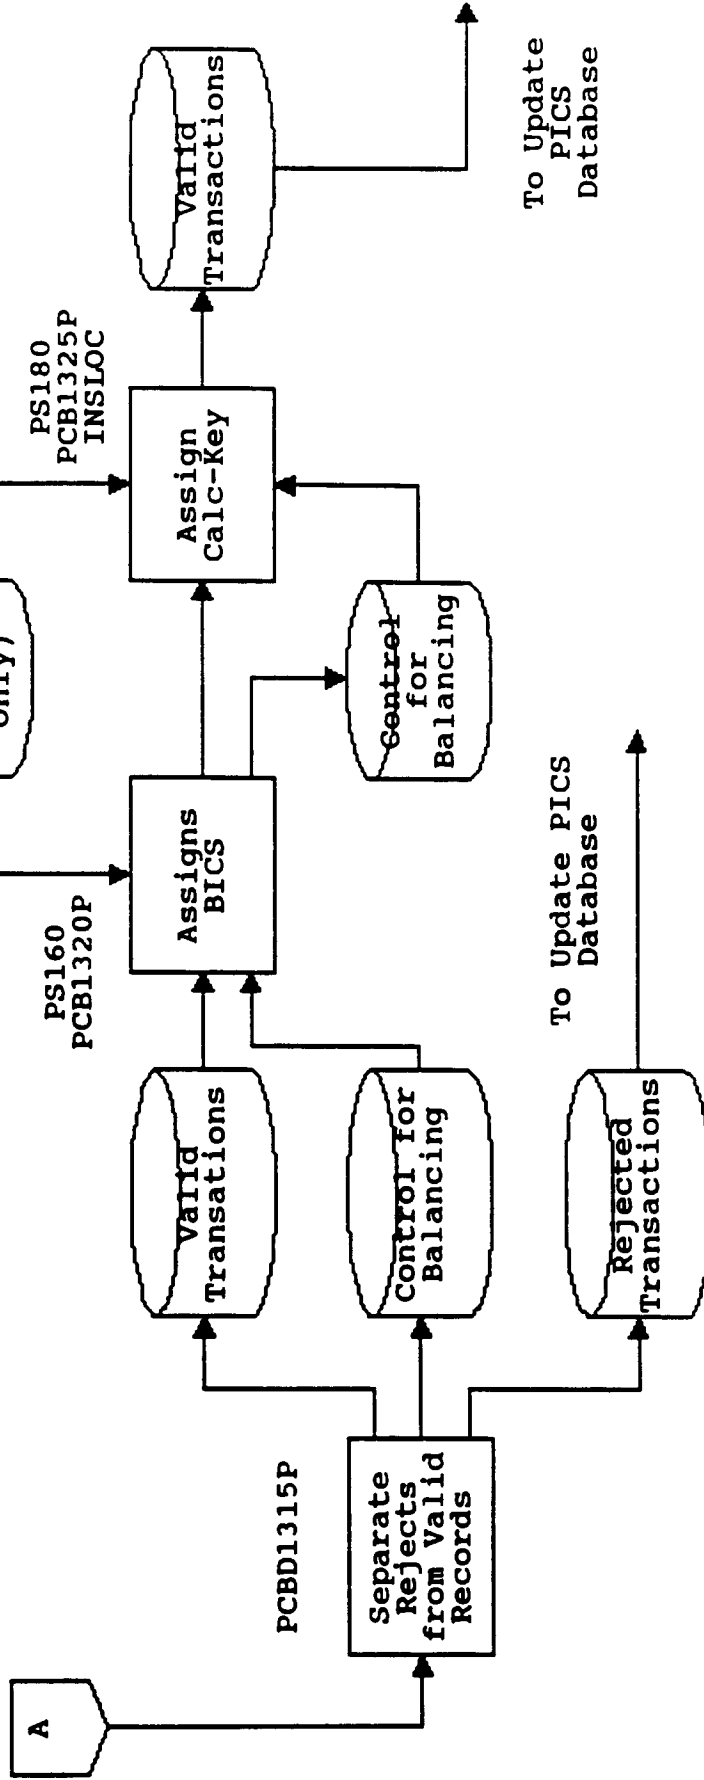 A
Only)
PS160
PCB1320P
PS180
PCB1325P
INSLOC
Valid
Transations
Assigns
BICS
Assign
Calc-Key
Valid
Transactions
PCBD1315P
Separate
Rejects
from Valid
Records
Control for
Balancing
Control
for
Balancing
To Update
PICS
Database
Rejected
Transactions
To Update PICS
Database